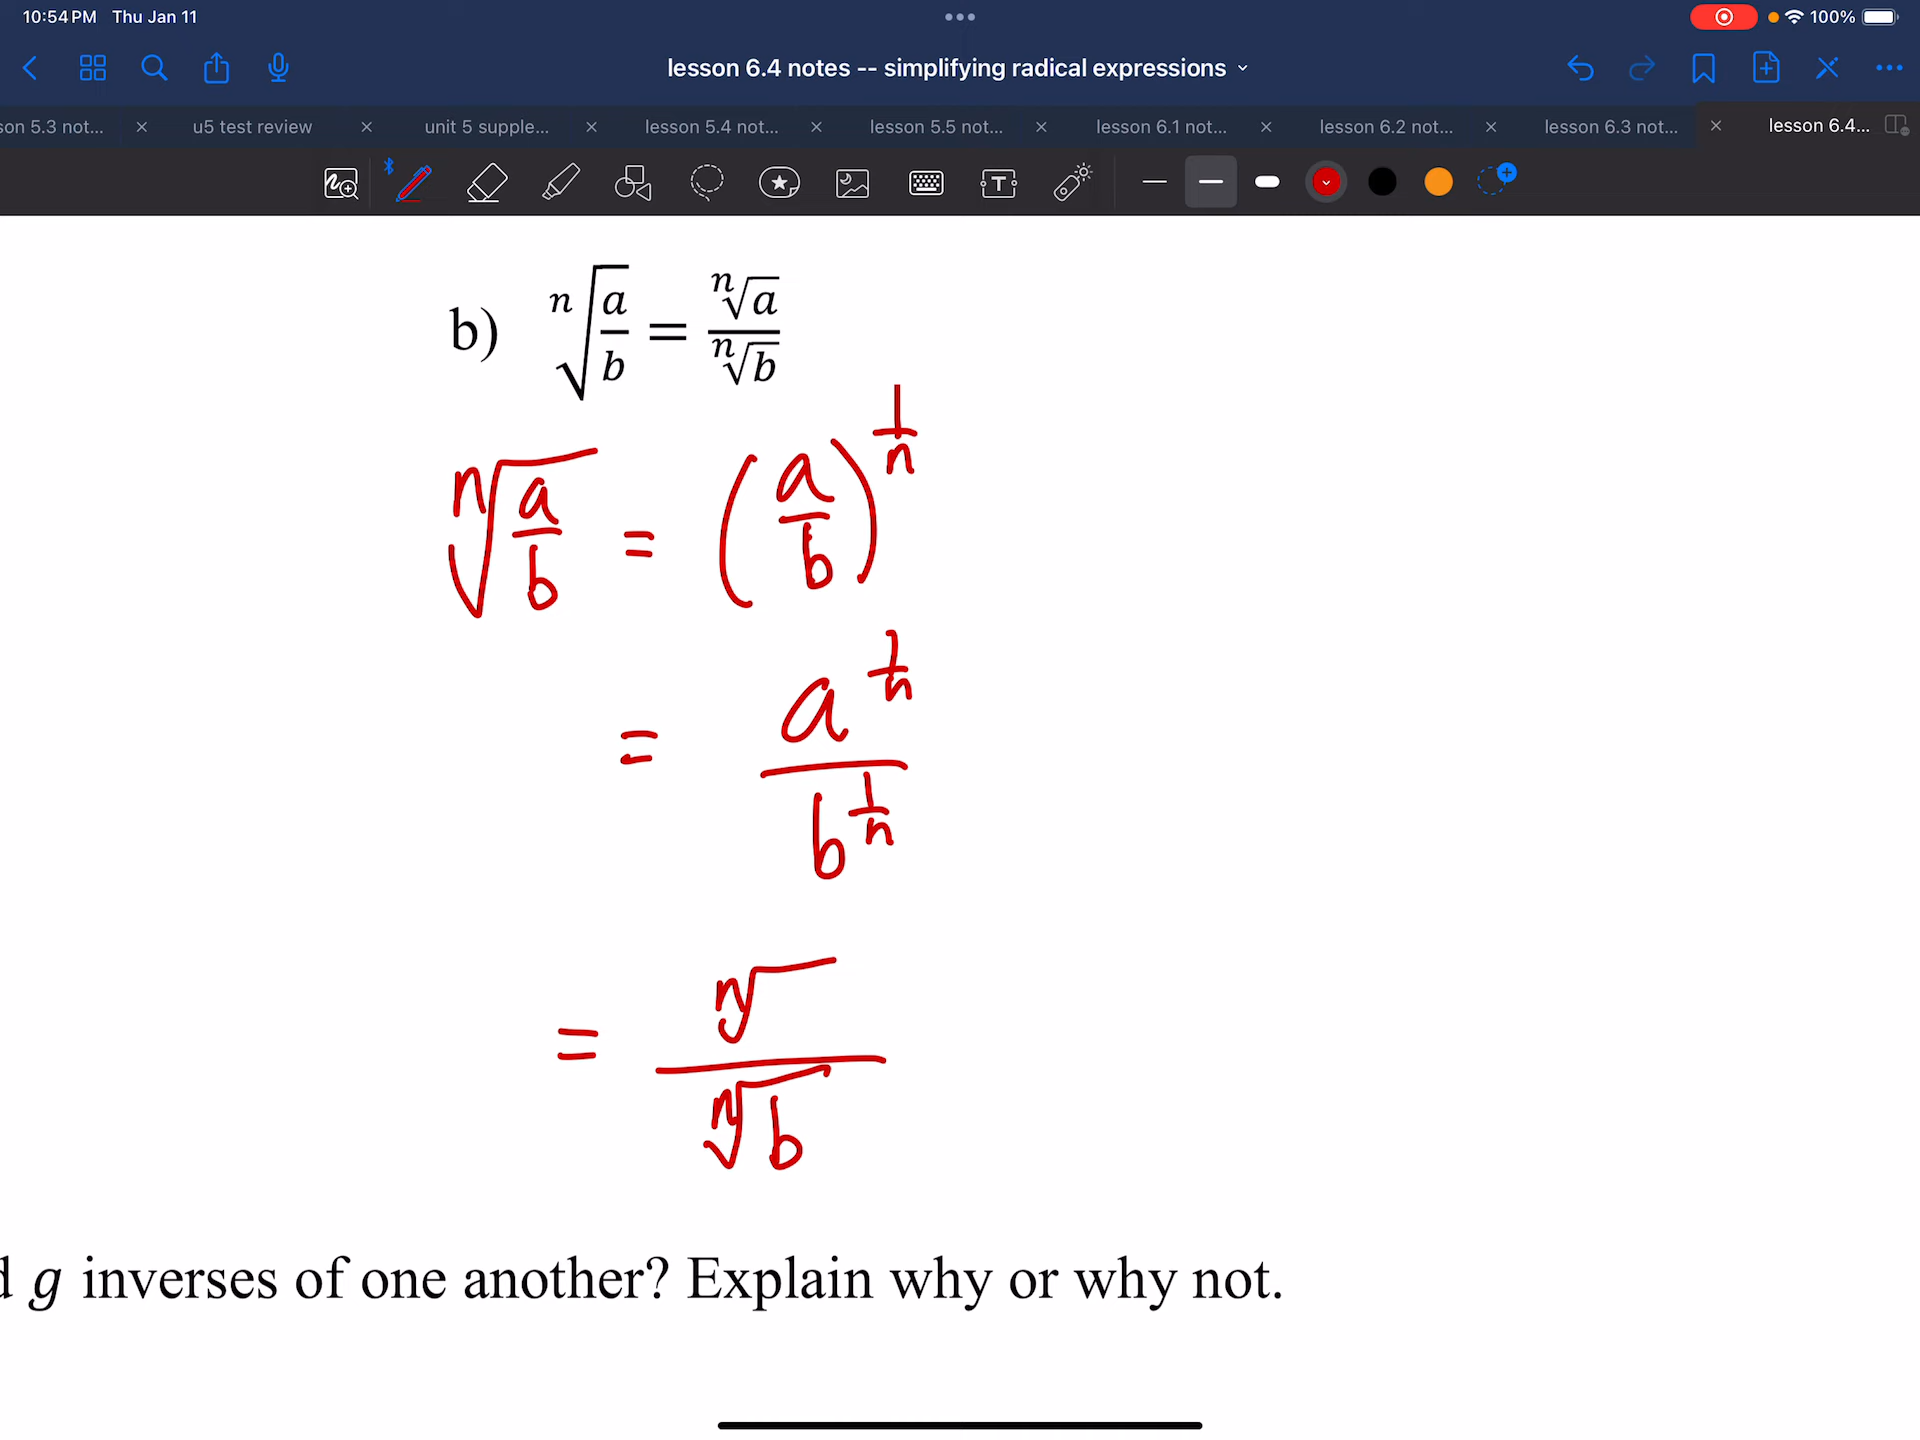 10:54 PM Thu Jan 11 100%
lesson 6.4 notes -- simplifying radical expressions
son 5.3 not... u5 test review unit 5 supple... lesson 5.4 not... lesson 5.5 not... lesson 6.1 not... lesson 6.2 not... lesson 6.3 not... lesson 6.4...
b) ⁿ√(a/b) = ⁿ√a / ⁿ√b
ⁿ√(a/b) = (a/b)^(1/n)
= a^(1/n) / b^(1/n)
= ⁿ√ / ⁿ√b
d g inverses of one another? Explain why or why not.